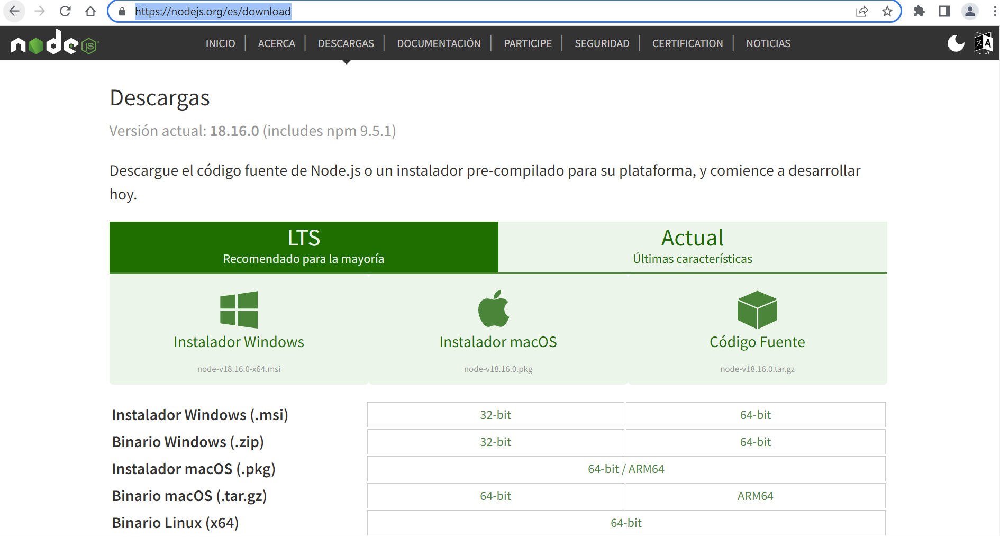 https://nodejs.org/es/download
node JS
INICIO | ACERCA | DESCARGAS | DOCUMENTACIÓN | PARTICIPE | SEGURIDAD | CERTIFICATION | NOTICIAS
Descargas
Versión actual: 18.16.0 (includes npm 9.5.1)
Descargue el código fuente de Node.js o un instalador pre-compilado para su plataforma, y comience a desarrollar
hoy.
LTS
Recomendado para la mayoría
Actual
Últimas características
Instalador Windows
node-v18.16.0-x64.msi
Instalador macOS
node-v18.16.0.pkg
Código Fuente
node-v18.16.0.tar.gz
Instalador Windows (.msi) 32-bit 64-bit
Binario Windows (.zip) 32-bit 64-bit
Instalador macOS (.pkg) 64-bit / ARM64
Binario macOS (.tar.gz) 64-bit ARM64
Binario Linux (x64) 64-bit